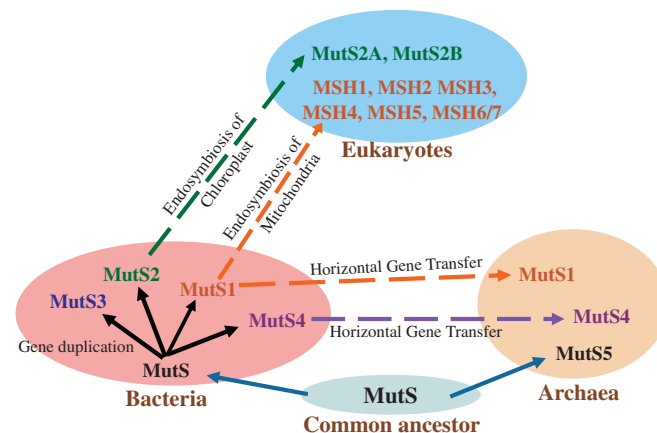 MutS2A, MutS2B
MSH1, MSH2 MSH3,
MSH4, MSH5, MSH6/7
Eukaryotes
Endosymbiosis of
Chloroplast
Endosymbiosis of
Mitochondria
MutS2
MutS3
MutS1
MutS4
Gene duplication
MutS
Bacteria
Horizontal Gene Transfer
Horizontal Gene Transfer
MutS1
MutS4
MutS5
Archaea
MutS
Common ancestor